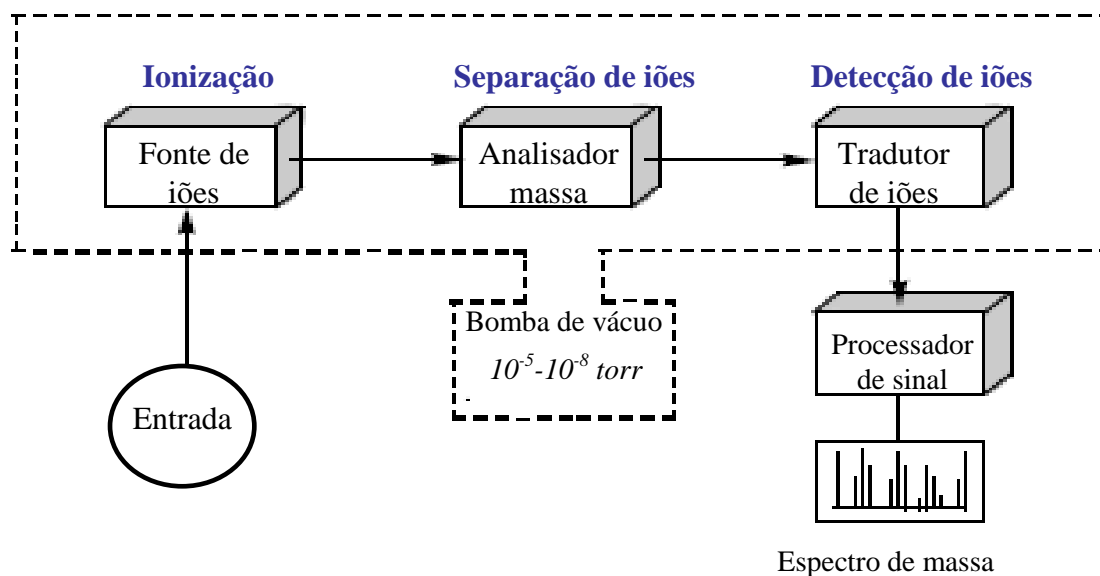 Ionização
Separação de iões
Detecção de iões
Fonte de
iões
Analisador
massa
Tradutor
de iões
Bomba de vácuo
10⁻⁵-10⁻⁸ torr
Processador
de sinal
Entrada
Espectro de massa